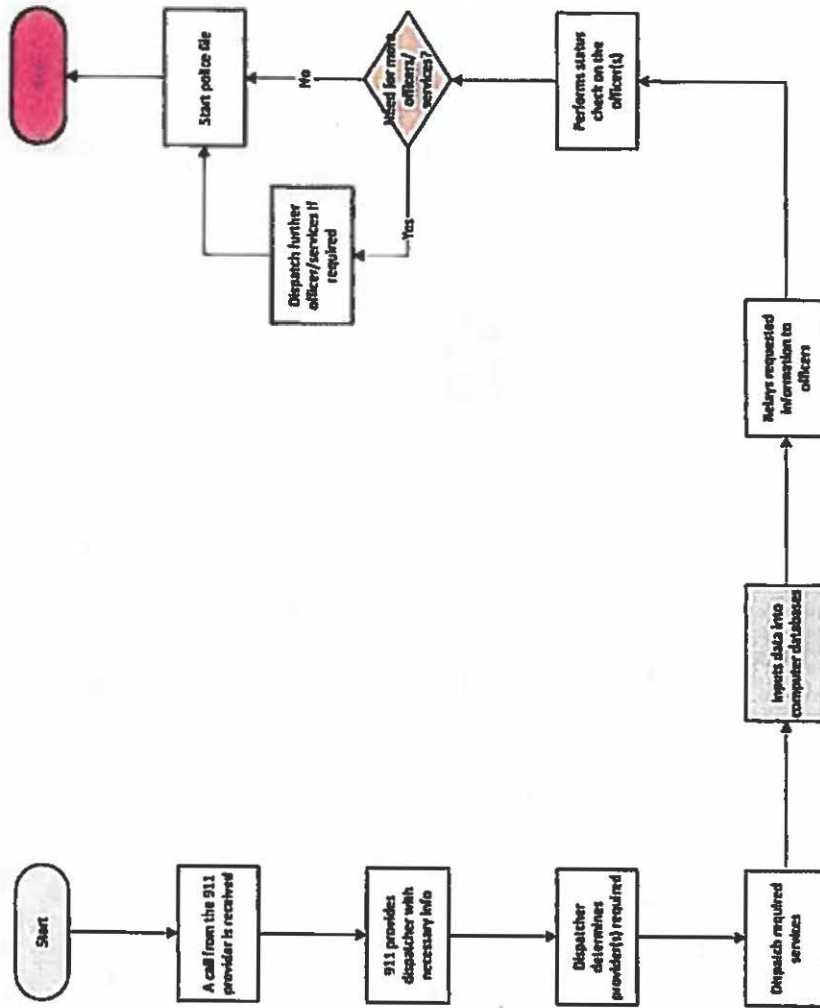 Start
A call from the 911
provider is received
911 provides
dispatcher with
necessary info
Dispatcher
determines
provider(s) required
Dispatch required
services
Inputs data into
computer databases
Relays requested
information to
officers
Performs status
check on the
officer(s)
Need for more
officers/
services?
Yes
No
Dispatch further
officer/services if
required
Start police file